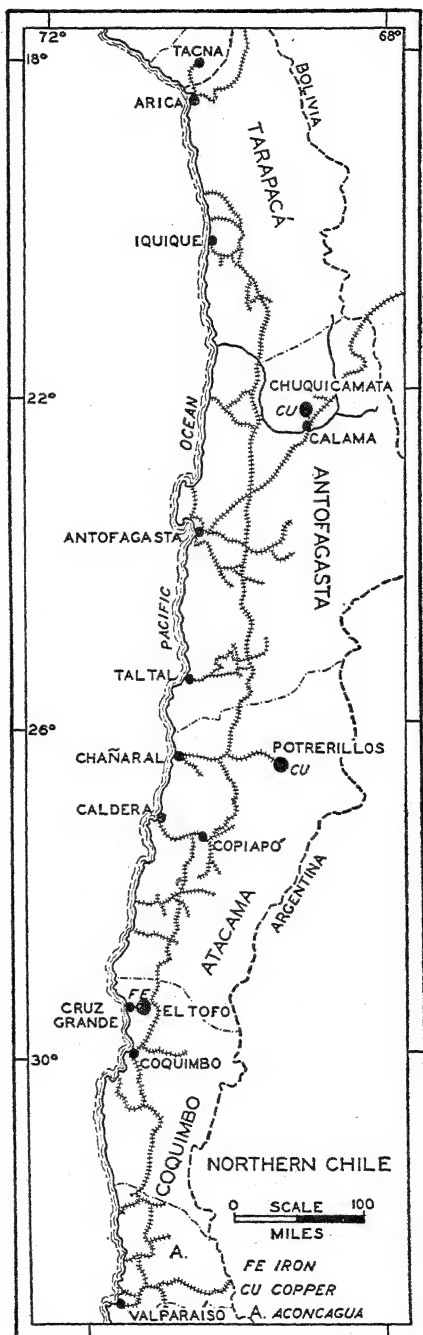 72° 68°
18°
TACNA
ARICA
BOLIVIA
TARAPACÁ
IQUIQUE
22°
CHUQUICAMATA
CU
CALAMA
OCEAN
ANTOFAGASTA
ANTOFAGASTA
PACIFIC
TALTAL
26°
POTRERILLOS
CU
CHAÑARAL
CALDERA
COPIAPÓ
ATACAMA
ARGENTINA
FE
CRUZ
GRANDE
EL TOFO
30°
COQUIMBO
COQUIMBO
NORTHERN CHILE
0 SCALE 100
MILES
A.
FE IRON
CU COPPER
A. ACONCAGUA
VALPARAISO